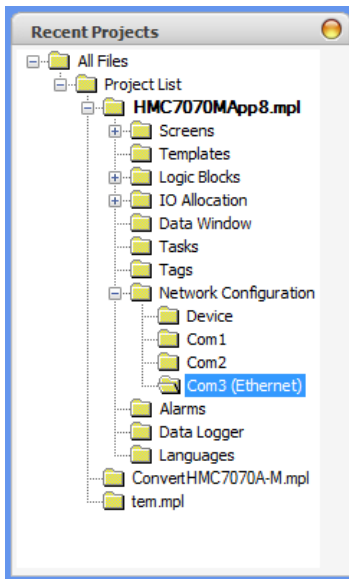 Recent Projects
All Files
Project List
HMC7070MApp8.mpl
Screens
Templates
Logic Blocks
IO Allocation
Data Window
Tasks
Tags
Network Configuration
Device
Com1
Com2
Com3 (Ethernet)
Alarms
Data Logger
Languages
ConvertHMC7070A-M.mpl
tem.mpl